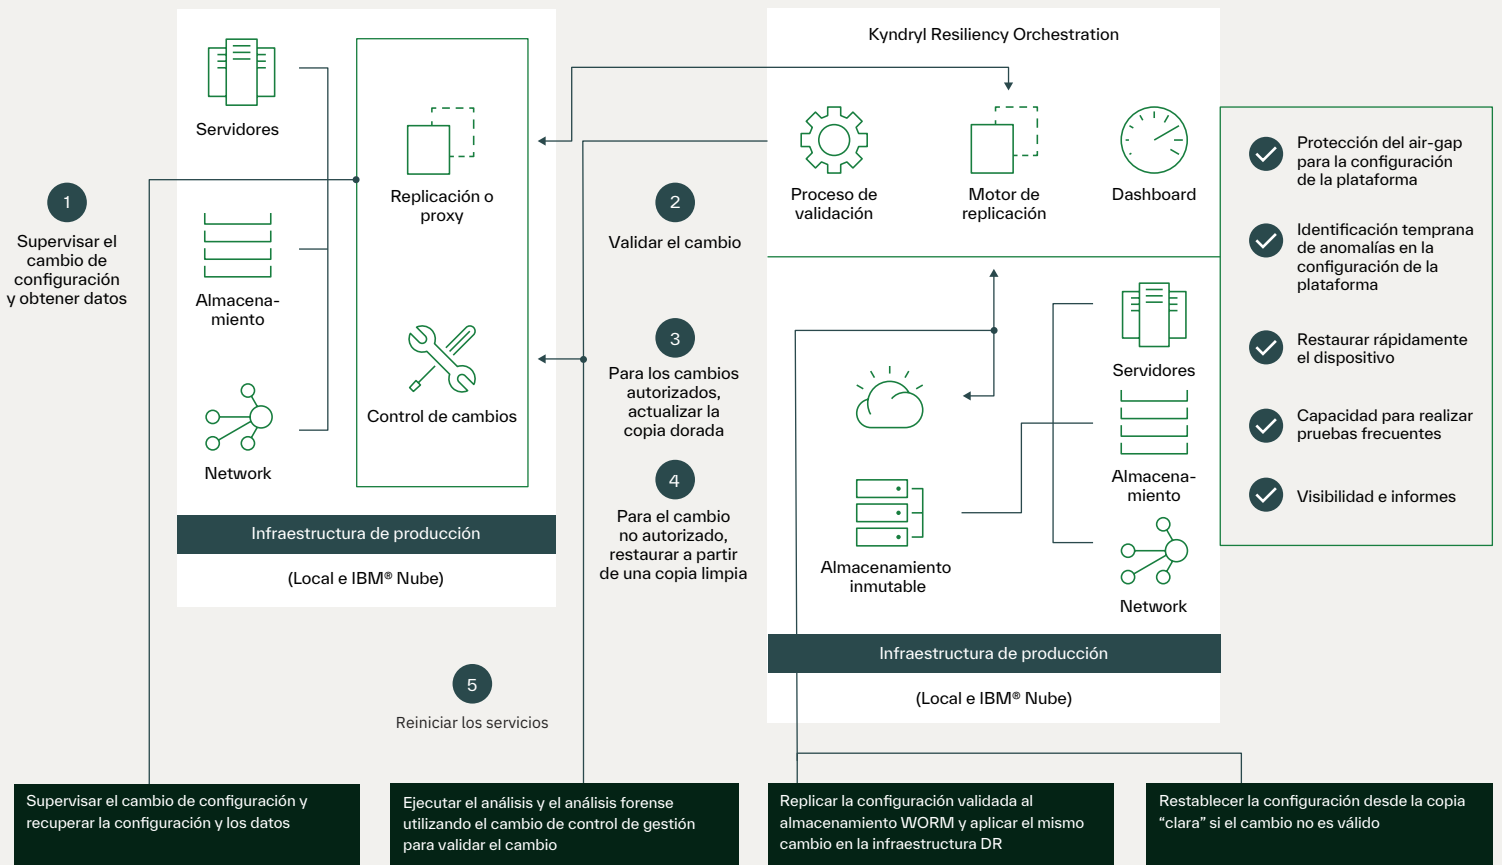 1
Supervisar el
cambio de
configuración
y obtener datos
Servidores
Almacena-
miento
Network
Replicación o
proxy
Control de cambios
Infraestructura de producción
(Local e IBM® Nube)
2
Validar el cambio
3
Para los cambios
autorizados,
actualizar la
copia dorada
4
Para el cambio
no autorizado,
restaurar a partir
de una copia limpia
5
Reiniciar los servicios
Kyndryl Resiliency Orchestration
Proceso de
validación
Motor de
replicación
Dashboard
Almacenamiento
inmutable
Servidores
Almacena-
miento
Network
Infraestructura de producción
(Local e IBM® Nube)
Protección del air-gap
para la configuración
de la plataforma
Identificación temprana
de anomalías en la
configuración de la
plataforma
Restaurar rápidamente
el dispositivo
Capacidad para realizar
pruebas frecuentes
Visibilidad e informes
Supervisar el cambio de configuración y
recuperar la configuración y los datos
Ejecutar el análisis y el análisis forense
utilizando el cambio de control de gestión
para validar el cambio
Replicar la configuración validada al
almacenamiento WORM y aplicar el mismo
cambio en la infraestructura DR
Restablecer la configuración desde la copia
“clara” si el cambio no es válido